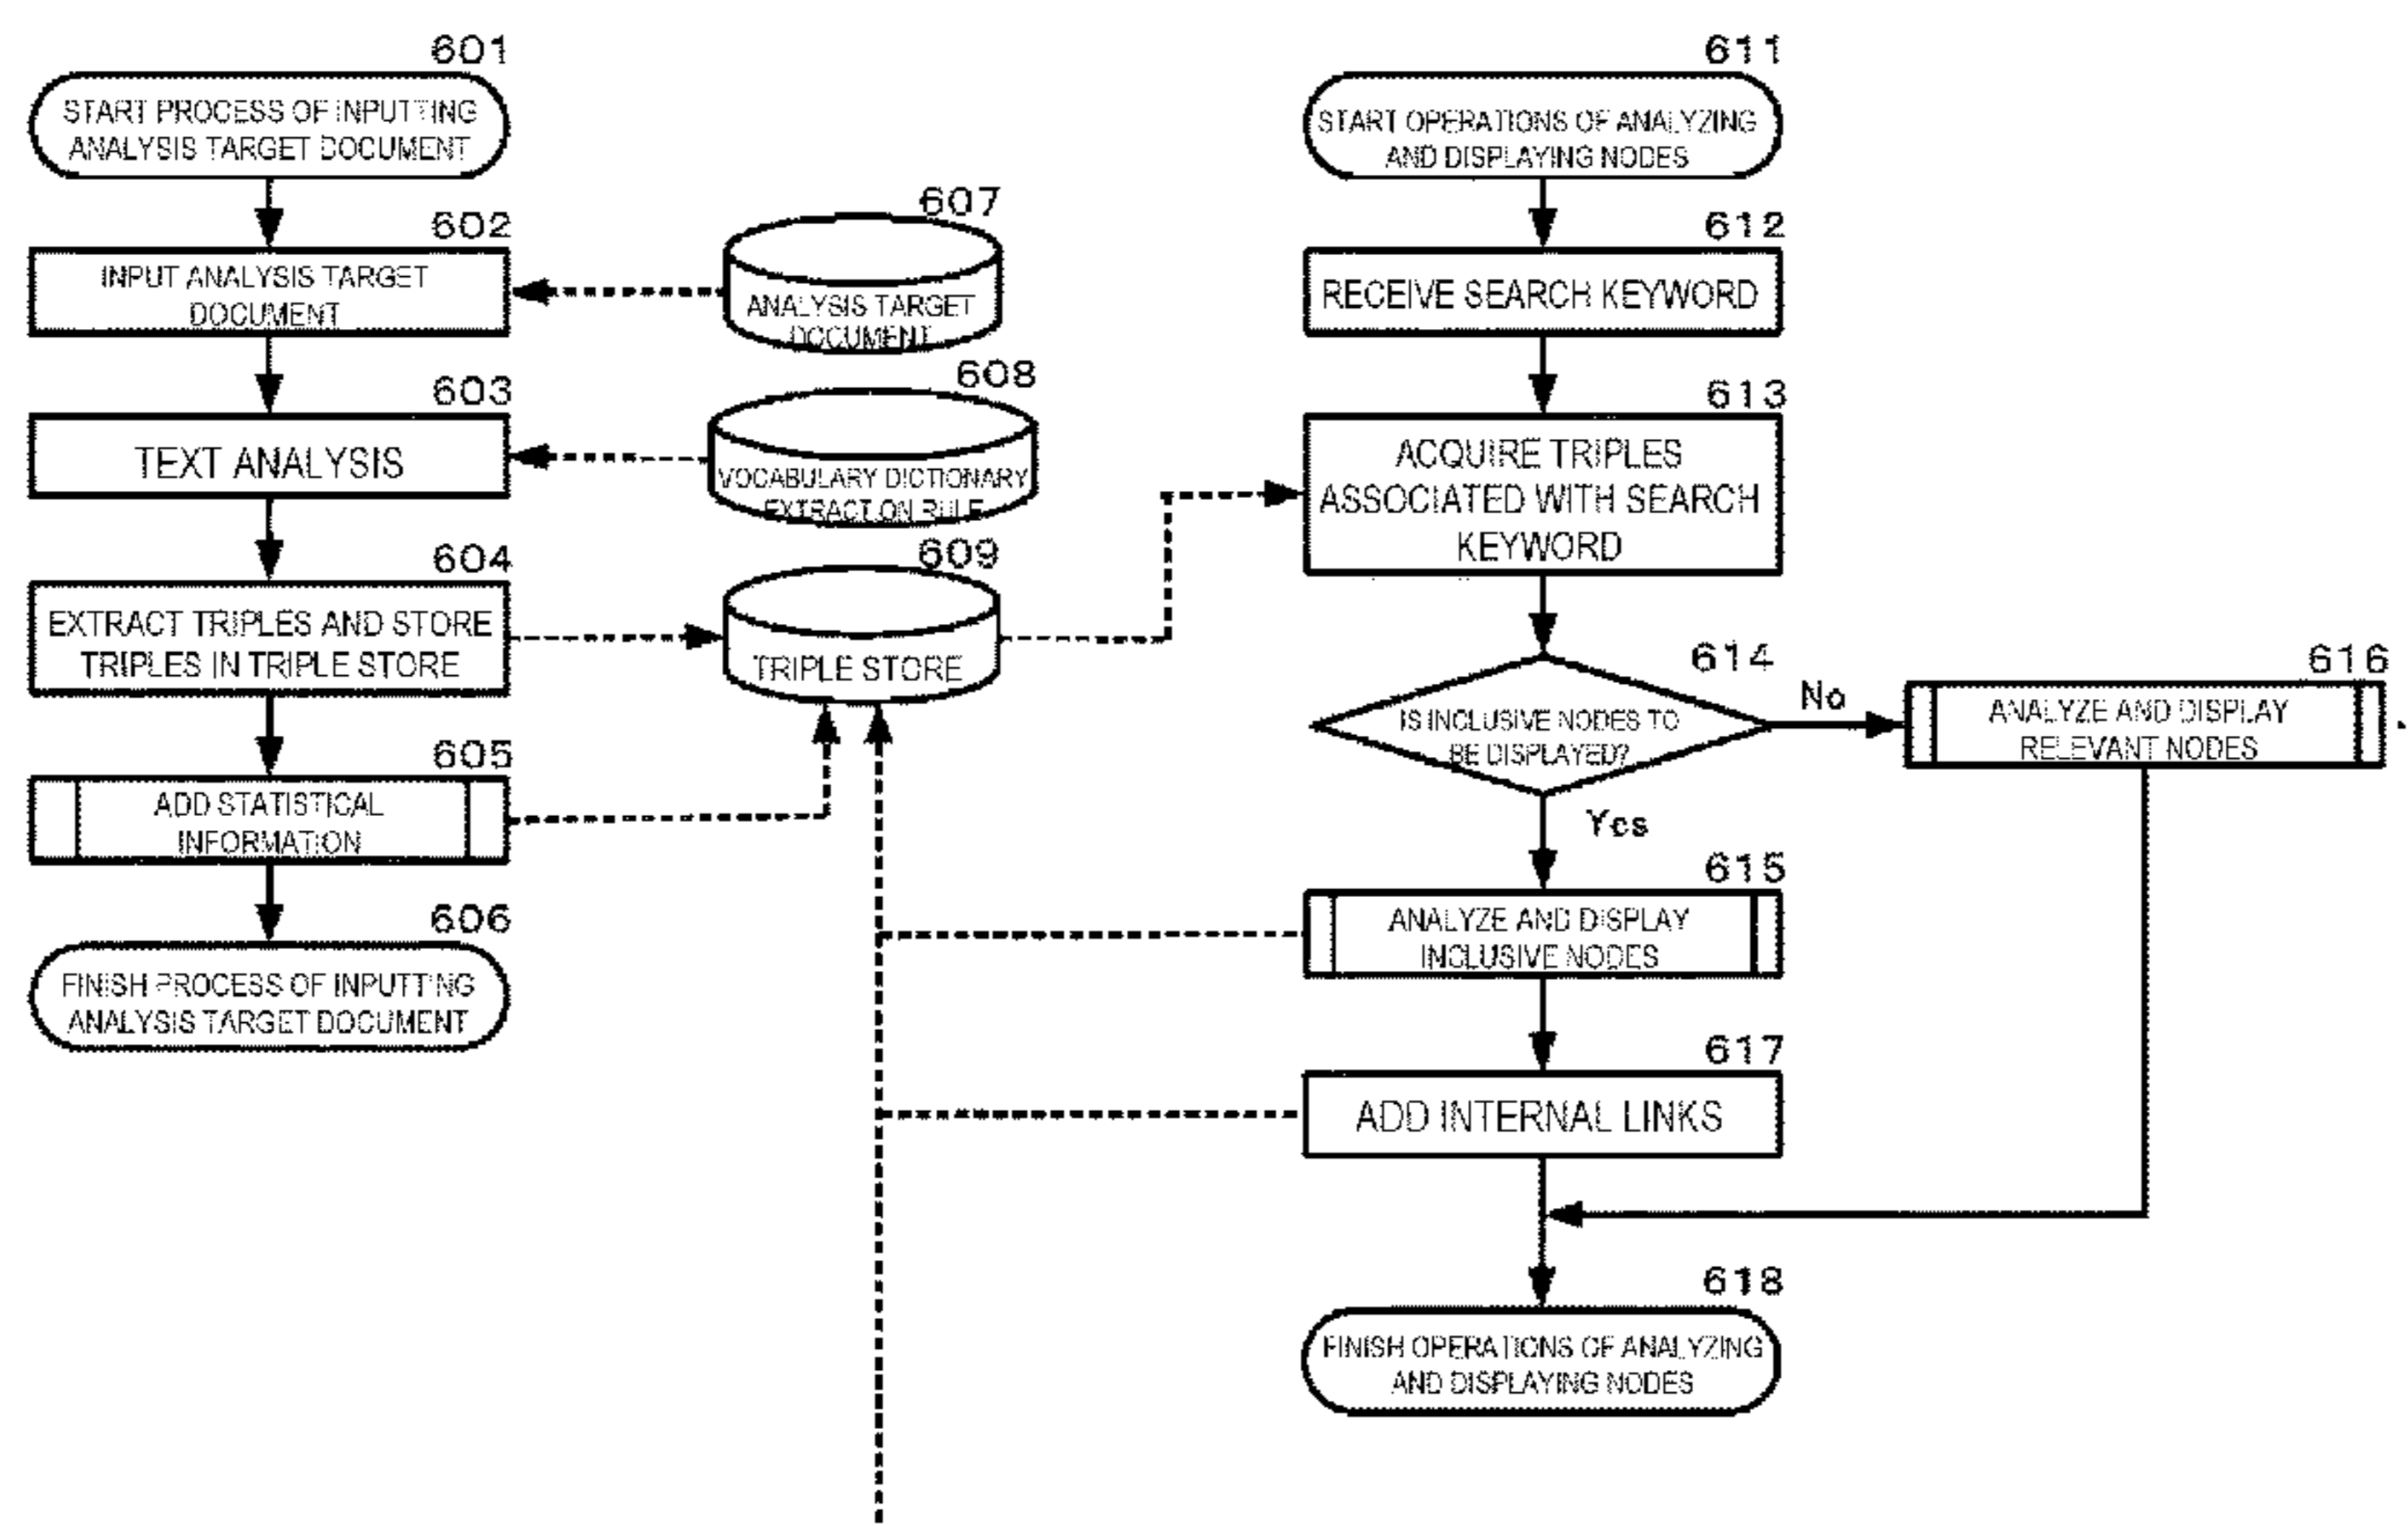 601
START PROCESS OF INPUTTING
ANALYSIS TARGET DOCUMENT
602
INPUT ANALYSIS TARGET
DOCUMENT
603
TEXT ANALYSIS
604
EXTRACT TRIPLES AND STORE
TRIPLES IN TRIPLE STORE
605
ADD STATISTICAL
INFORMATION
606
FINISH PROCESS OF INPUTTING
ANALYSIS TARGET DOCUMENT
607
ANALYSIS TARGET
DOCUMENT
608
VOCABULARY DICTIONARY
EXTRACTION RULE
609
TRIPLE STORE
611
START OPERATIONS OF ANALYZING
AND DISPLAYING NODES
612
RECEIVE SEARCH KEYWORD
613
ACQUIRE TRIPLES
ASSOCIATED WITH SEARCH
KEYWORD
614
IS INCLUSIVE NODES TO
BE DISPLAYED?
No
Yes
616
ANALYZE AND DISPLAY
RELEVANT NODES
615
ANALYZE AND DISPLAY
INCLUSIVE NODES
617
ADD INTERNAL LINKS
618
FINISH OPERATIONS OF ANALYZING
AND DISPLAYING NODES